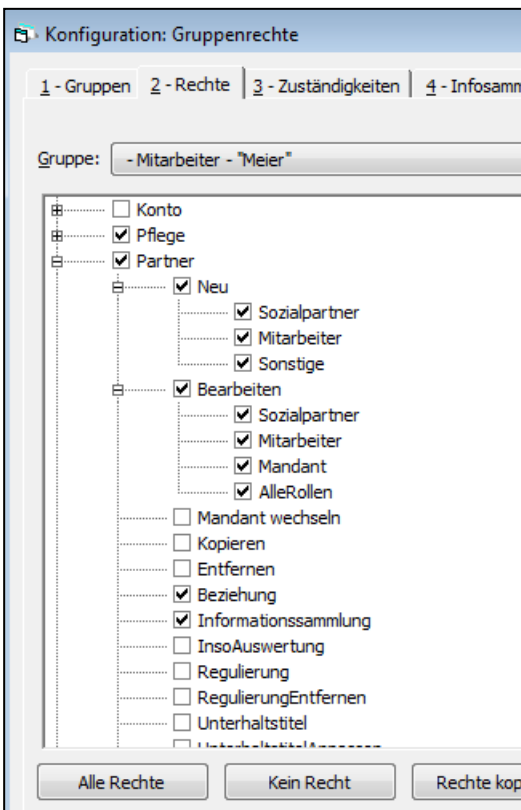 Konfiguration: Gruppenrechte
1 - Gruppen 2 - Rechte 3 - Zuständigkeiten 4 - Infosamm
Gruppe: - Mitarbeiter - "Meier"
Konto
Pflege
Partner
Neu
Sozialpartner
Mitarbeiter
Sonstige
Bearbeiten
Sozialpartner
Mitarbeiter
Mandant
AlleRollen
Mandant wechseln
Kopieren
Entfernen
Beziehung
Informationssammlung
InsoAuswertung
Regulierung
RegulierungEntfernen
Unterhaltstitel
Alle Rechte Kein Recht Rechte kop